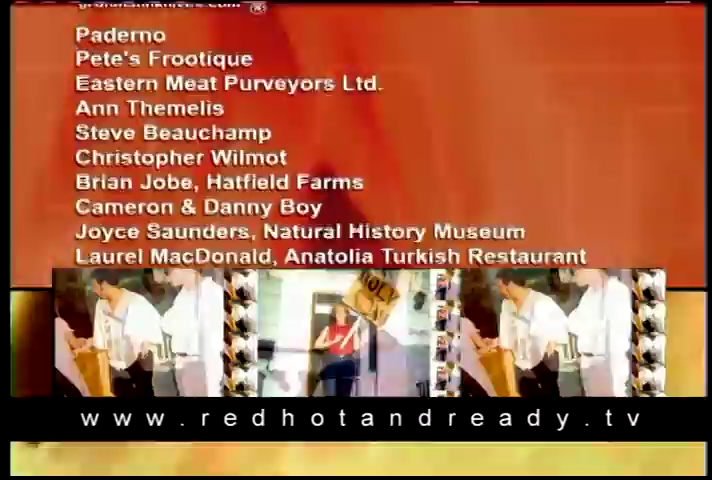 Paderno
Pete's Frootique
Eastern Meat Purveyors Ltd.
Ann Themelis
Steve Beauchamp
Christopher Wilmot
Brian Jobe, Hatfield Farms
Cameron & Danny Boy
Joyce Saunders, Natural History Museum
Laurel MacDonald, Anatolia Turkish Restaurant
www.redhotandready.tv